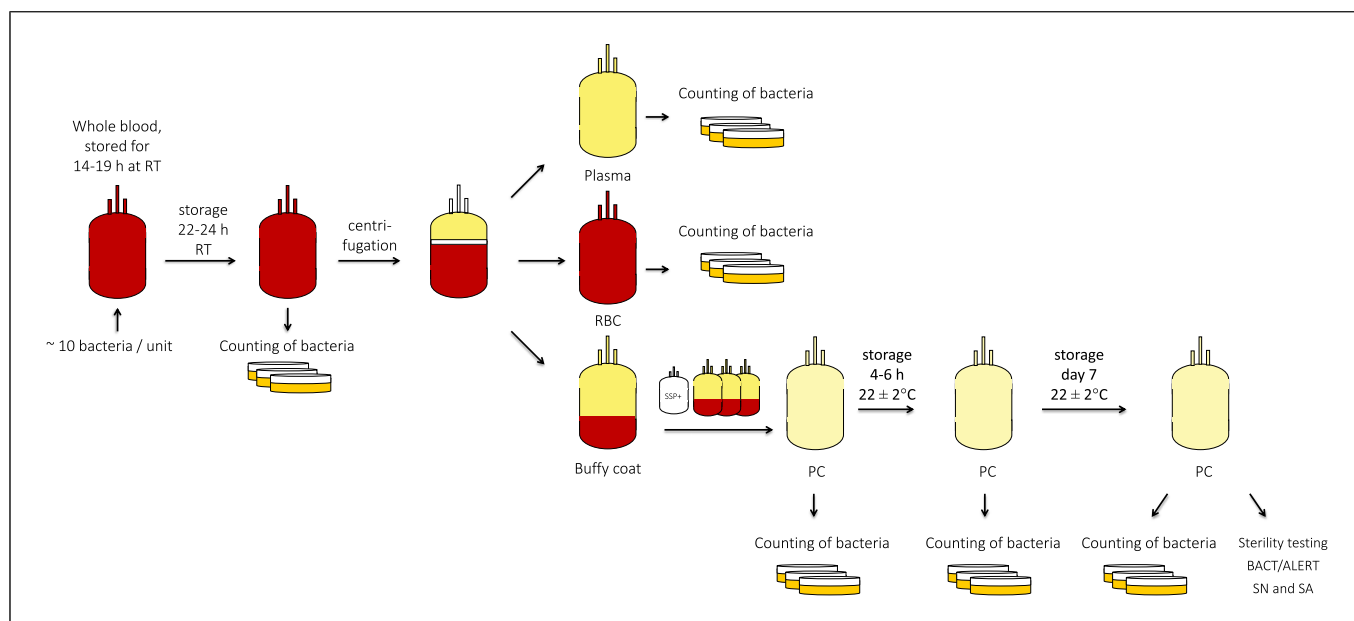 Whole blood,
stored for
14-19 h at RT
~ 10 bacteria / unit
storage
22-24 h
RT
Counting of bacteria
centri-
fugation
Plasma
Counting of bacteria
RBC
Counting of bacteria
Buffy coat
SSP+
PC
Counting of bacteria
storage
4-6 h
22 ± 2°C
PC
Counting of bacteria
storage
day 7
22 ± 2°C
PC
Counting of bacteria
Sterility testing
BACT/ALERT
SN and SA